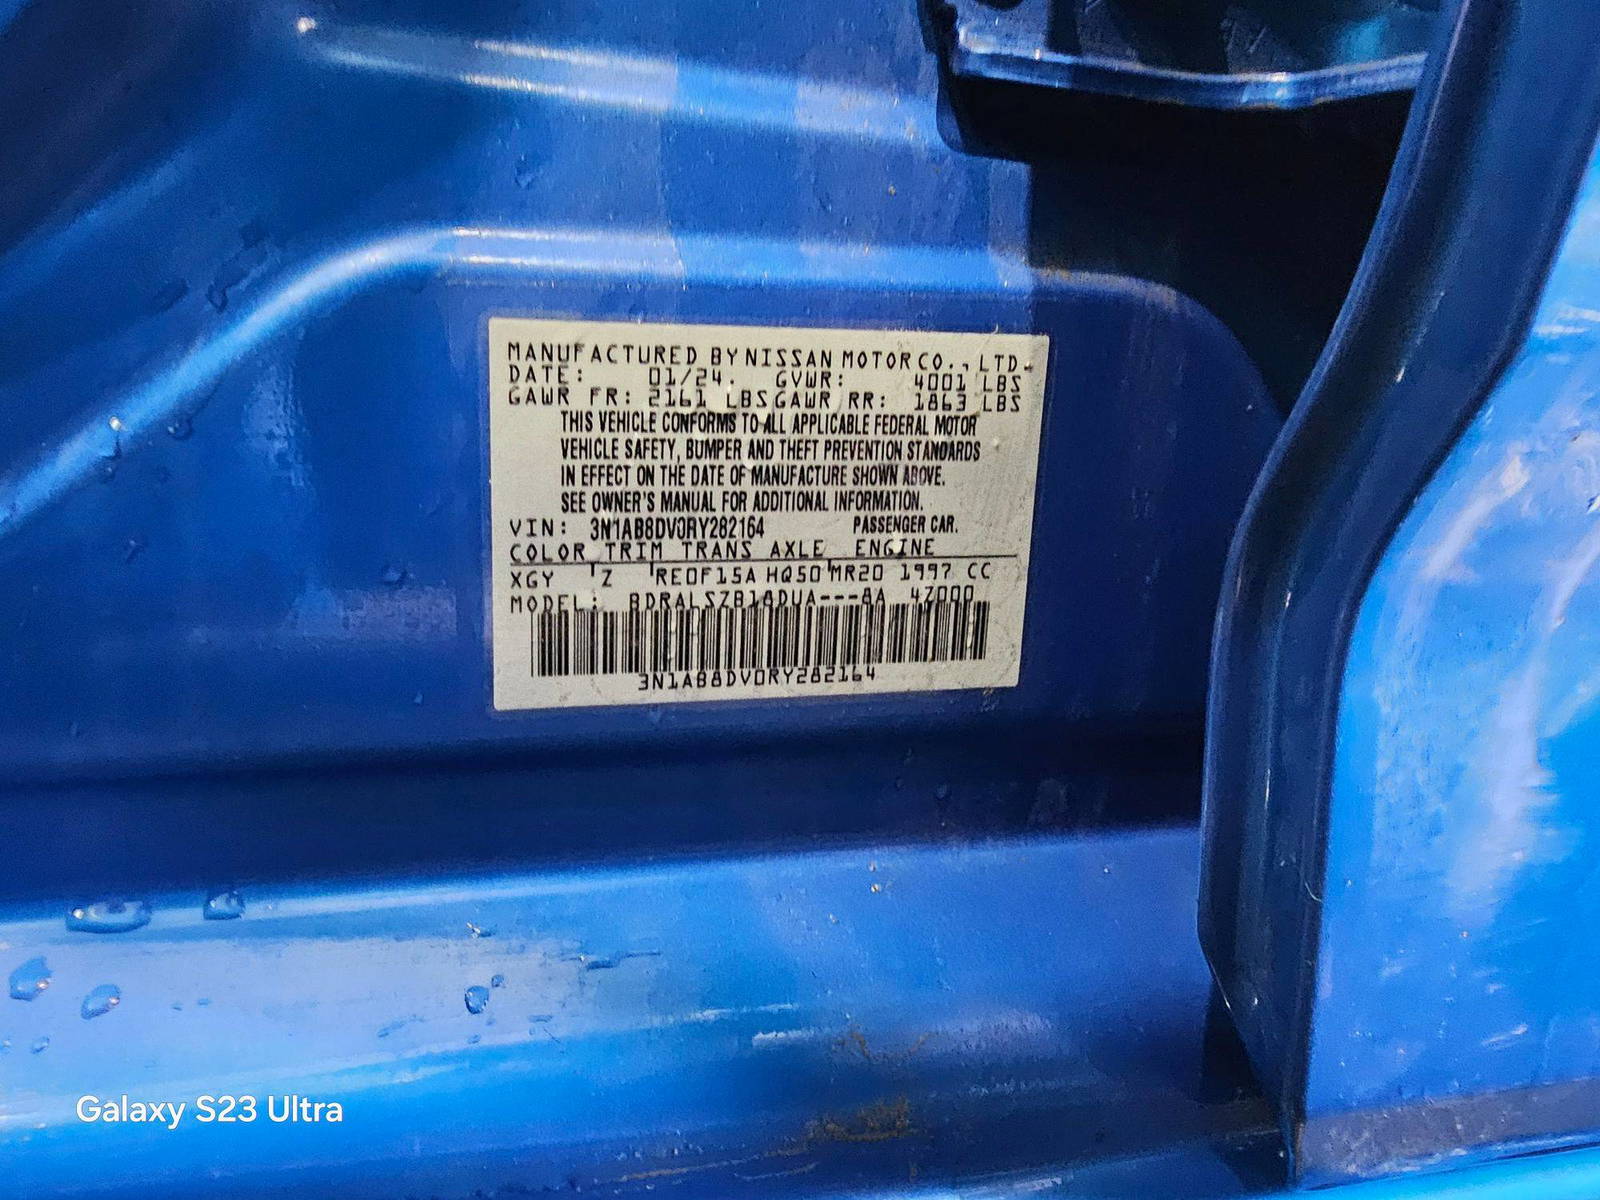 MANUFACTURED BY NISSAN MOTOR CO., LTD.
DATE: 01/24. GVWR: 4001 LBS
GAWR FR: 2161 LBS GAWR RR: 1863 LBS
THIS VEHICLE CONFORMS TO ALL APPLICABLE FEDERAL MOTOR
VEHICLE SAFETY, BUMPER AND THEFT PREVENTION STANDARDS
IN EFFECT ON THE DATE OF MANUFACTURE SHOWN ABOVE.
SEE OWNER'S MANUAL FOR ADDITIONAL INFORMATION.
VIN: 3N1AB8DV0RY282164 PASSENGER CAR.
COLOR TRIM TRANS AXLE ENGINE
XGY Z RE0F15A HQ50 MR20 1997 CC
MODEL: BDRALSZB18DUA---8A 4Z000
3N1AB8DV0RY282164
Galaxy S23 Ultra